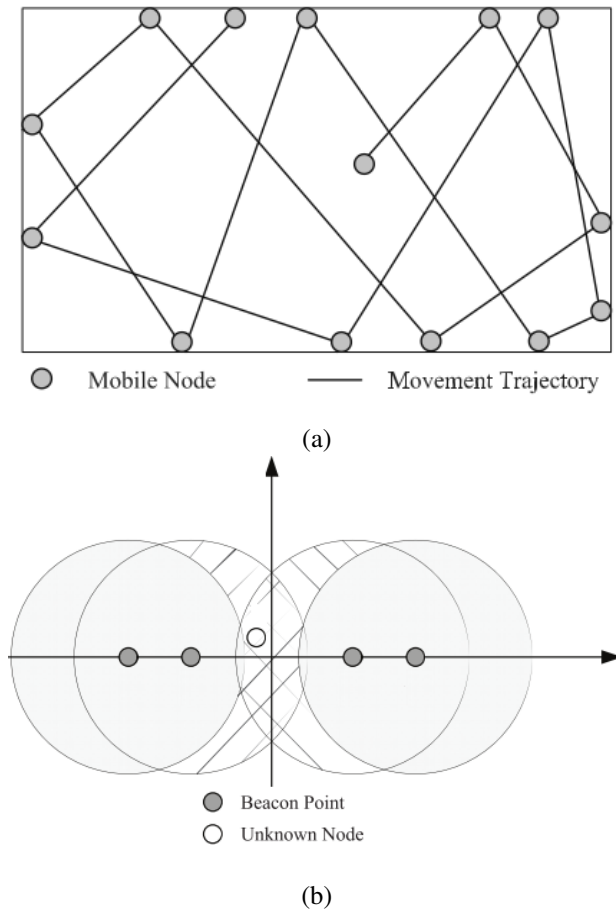 Mobile Node
Movement Trajectory
(a)
Beacon Point
Unknown Node
(b)